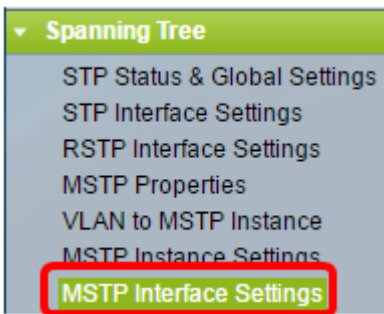 Spanning Tree
STP Status & Global Settings
STP Interface Settings
RSTP Interface Settings
MSTP Properties
VLAN to MSTP Instance
MSTP Instance Settings
MSTP Interface Settings